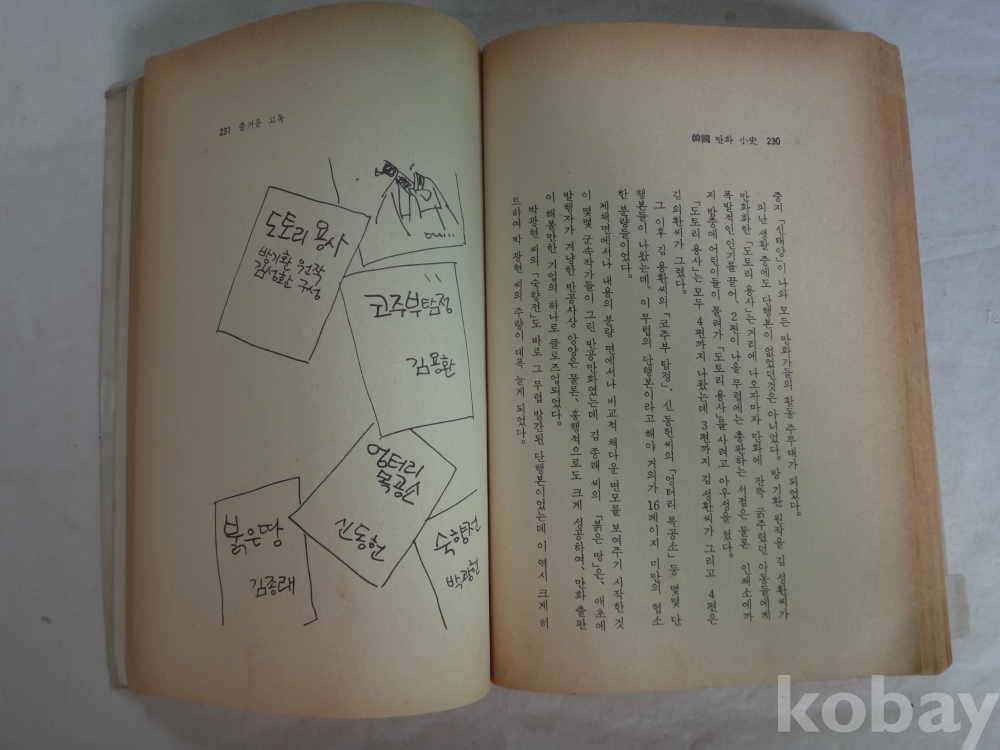 韓國 만화 小史 230
중지 「신태양」이 나와 모든 만화가들의 활동 주무대가 되었다.
피난 생활 중에도 단행본이 없었던것은 아니었다. 방 기환 원작을 김 성환씨가
만화화한 「도토리 용사」는 거리에 나오자마자 만화에 잔뜩 굶주렸던 아동들에게
폭발적인 인기를 끌어, 2편이 나올 무렵에는 총판하는 서점은 물론 인쇄소에까
지 발중에 어린이들이 몰려가 「도토리 용사」를 사려고 아우성을 쳤다.
「도토리 용사」는 모두 4편까지 나왔는데 3편까지 김 성환씨가 그리고 4편은
김 의환씨가 그렸다.
그 이후 김 용환씨의 「코주부 탐정」, 신 동헌씨의 「엉터리 목공소」 등 몇몇 단
행본들이 나왔는데, 이 무렵의 단행본이라고 해야 거의가 16페이지 미만의 협소
한 분량들이었다.
체재면에서나 내용의 분량 면에서나 비교적 책다운 면모를 보여주기 시작한것
이 몇몇 군속작가들이 그린 반공만화였는데 김 종래 씨의 「붉은 땅」은, 애초에
발행자가 겨냥한 반공사상 앙양은 물론, 흥행적으로도 크게 성공하여, 만화 출판
이 해볼만한 기업의 하나로 클로즈업되었다.
박광현 씨의 「숙향전」도 바로 그 무렵 발간된 단행본이었는데 이 역시 크게 히
트하여 박 광현 씨의 주량이 대폭 늘게 되었다.
231 즐거운 고독
도토리 용사
방기환 원작
김성환 구성
코주부탐정
김용환
엉터리
목공소
신동헌
붉은땅
김종래
숙향전
박광현
kobay